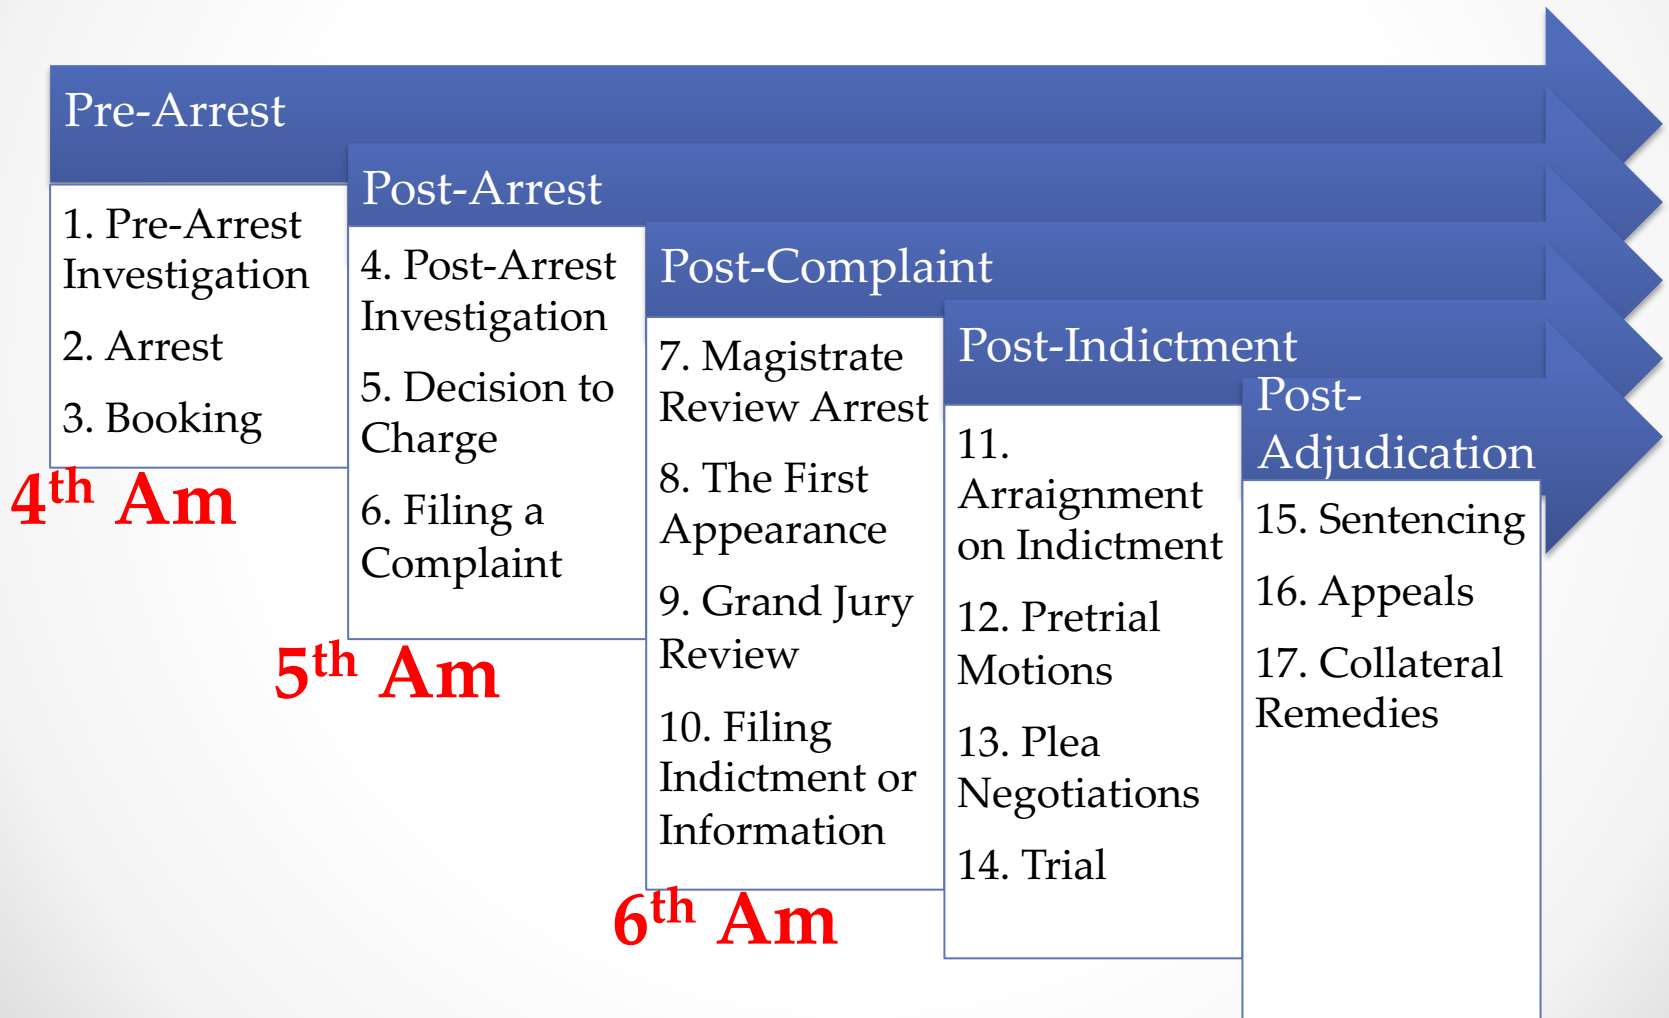 Pre-Arrest
1. Pre-Arrest
Investigation
2. Arrest
3. Booking
4th Am
Post-Arrest
4. Post-Arrest
Investigation
5. Decision to
Charge
6. Filing a
Complaint
5th Am
Post-Complaint
7. Magistrate
Review Arrest
8. The First
Appearance
9. Grand Jury
Review
10. Filing
Indictment or
Information
6th Am
Post-Indictment
11.
Arraignment
on Indictment
12. Pretrial
Motions
13. Plea
Negotiations
14. Trial
Post-
Adjudication
15. Sentencing
16. Appeals
17. Collateral
Remedies